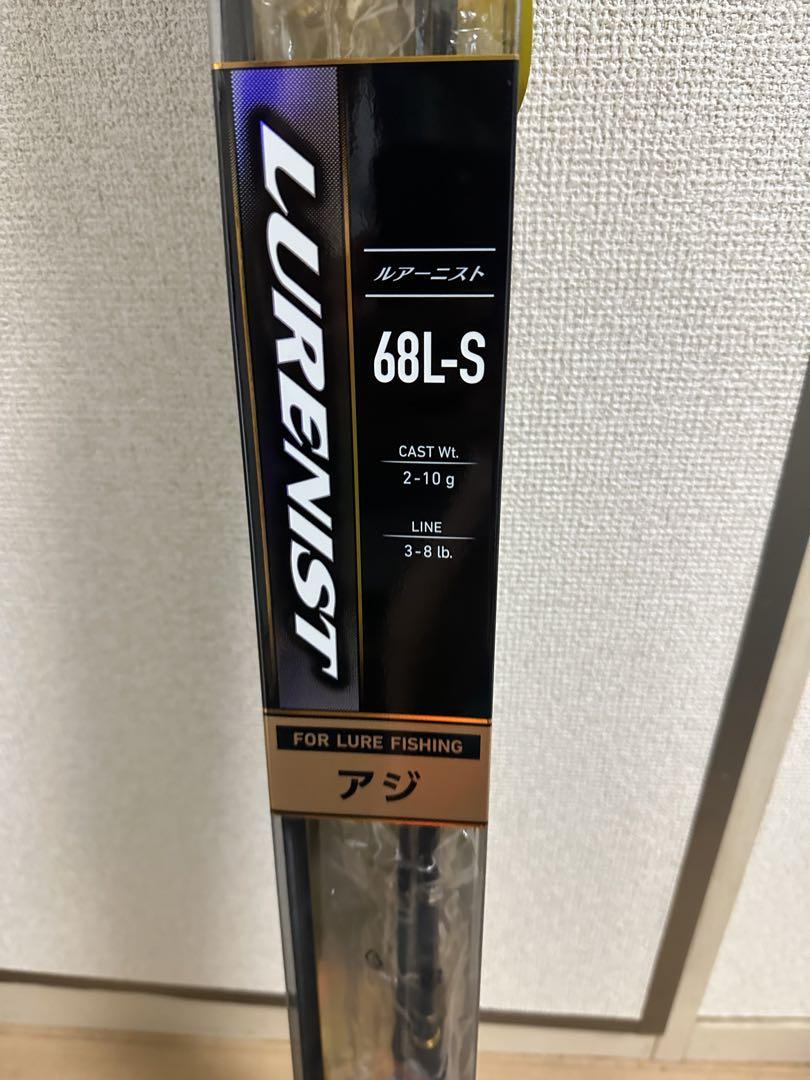 LURENIST
ルアーニスト
68L-S
CAST Wt.
2-10 g
LINE
3-8 lb.
FOR LURE FISHING
アジ